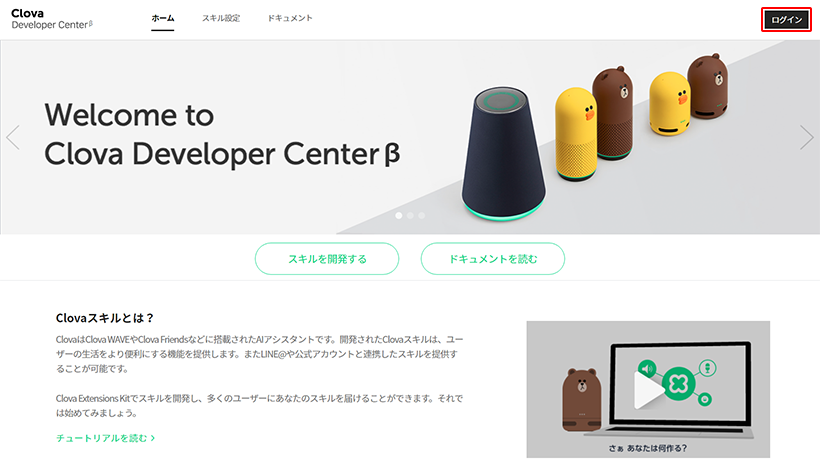 Clova
Developer Center β
ホーム
スキル設定
ドキュメント
ログイン
Welcome to
Clova Developer Center β
スキルを開発する
ドキュメントを読む
Clovaスキルとは？
ClovaはClova WAVEやClova Friendsなどに搭載されたAIアシスタントです。開発されたClovaスキルは、ユー
ザーの生活をより便利にする機能を提供します。またLINE@や公式アカウントと連携したスキルを提供す
ることが可能です。
Clova Extensions Kitでスキルを開発し、多くのユーザーにあなたのスキルを届けることができます。それで
は始めてみましょう。
チュートリアルを読む
さぁ あなたは何作る?